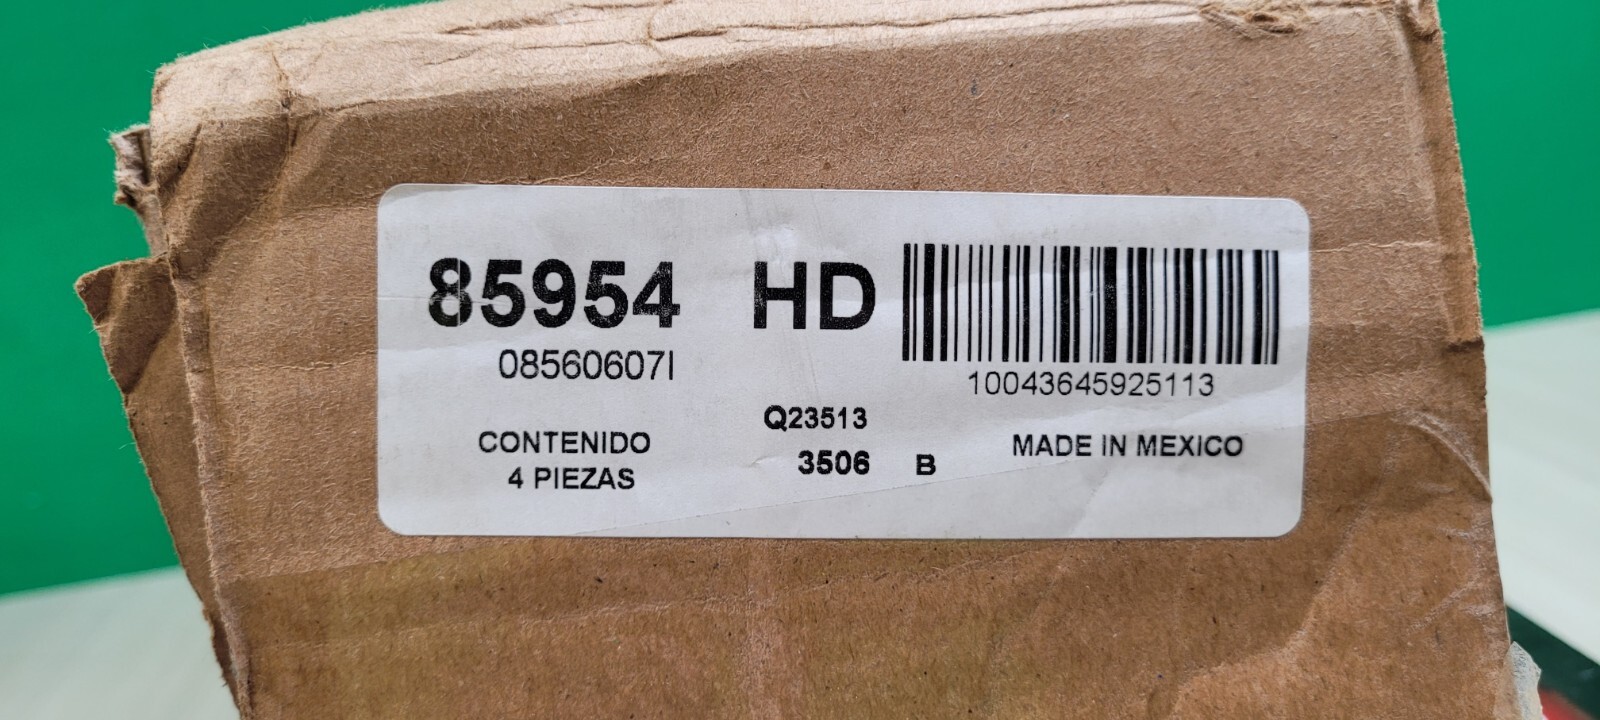 85954 HD
08560607I
10043645925113
Q23513
CONTENIDO
4 PIEZAS
3506 B
MADE IN MEXICO